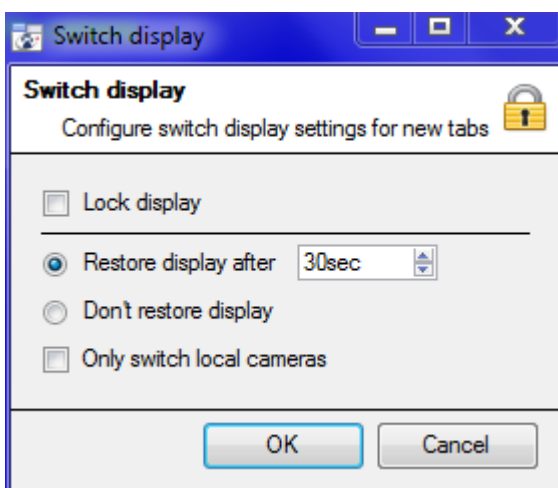 Switch display
Switch display
Configure switch display settings for new tabs
Lock display
Restore display after 30sec
Don't restore display
Only switch local cameras
OK Cancel